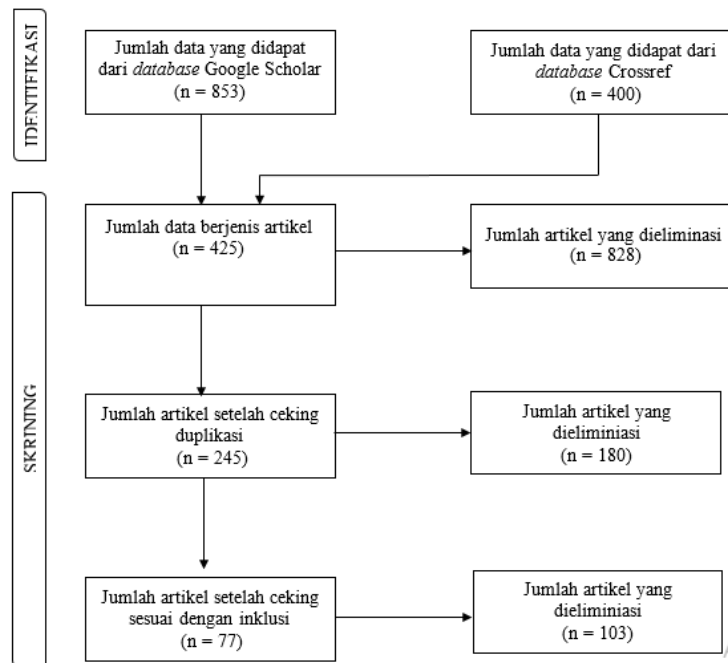 IDENTIFIKASI
Jumlah data yang didapat
dari database Google Scholar
(n = 853)
Jumlah data yang didapat dari
database Crossref
(n = 400)
SKRINING
Jumlah data berjenis artikel
(n = 425)
Jumlah artikel yang dieliminasi
(n = 828)
Jumlah artikel setelah ceking
duplikasi
(n = 245)
Jumlah artikel yang
dieliminiasi
(n = 180)
Jumlah artikel setelah ceking
sesuai dengan inklusi
(n = 77)
Jumlah artikel yang
dieliminiasi
(n = 103)